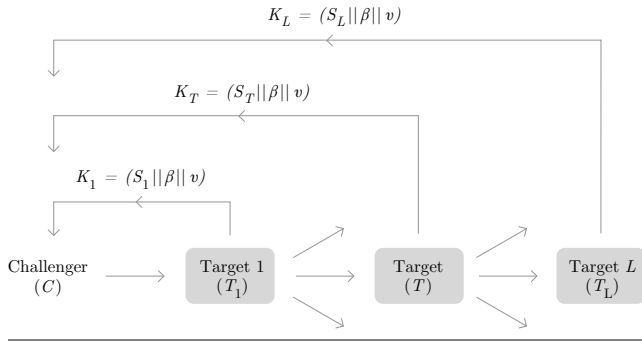 K_L = (S_L||β|| v)
K_T = (S_T||β|| v)
K_1 = (S_1||β|| v)
Challenger
(C)
Target 1
(T_1)
Target
(T)
Target L
(T_L)